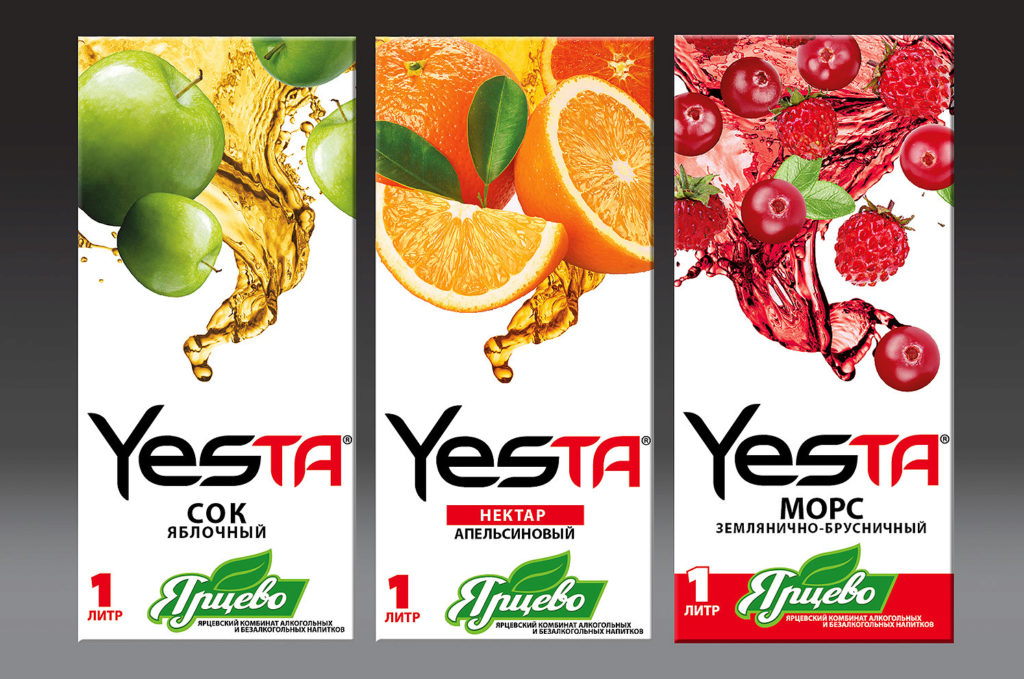 YesTA®
СОК
ЯБЛОЧНЫЙ
1
ЛИТР
Ярцево
ЯРЦЕВСКИЙ КОМБИНАТ АЛКОГОЛЬНЫХ
И БЕЗАЛКОГОЛЬНЫХ НАПИТКОВ
YesTA®
НЕКТАР
АПЕЛЬСИНОВЫЙ
1
ЛИТР
Ярцево
ЯРЦЕВСКИЙ КОМБИНАТ АЛКОГОЛЬНЫХ
И БЕЗАЛКОГОЛЬНЫХ НАПИТКОВ
YesTA®
МОРС
ЗЕМЛЯНИЧНО-БРУСНИЧНЫЙ
1
ЛИТР
Ярцево
ЯРЦЕВСКИЙ КОМБИНАТ АЛКОГОЛЬНЫХ
И БЕЗАЛКОГОЛЬНЫХ НАПИТКОВ